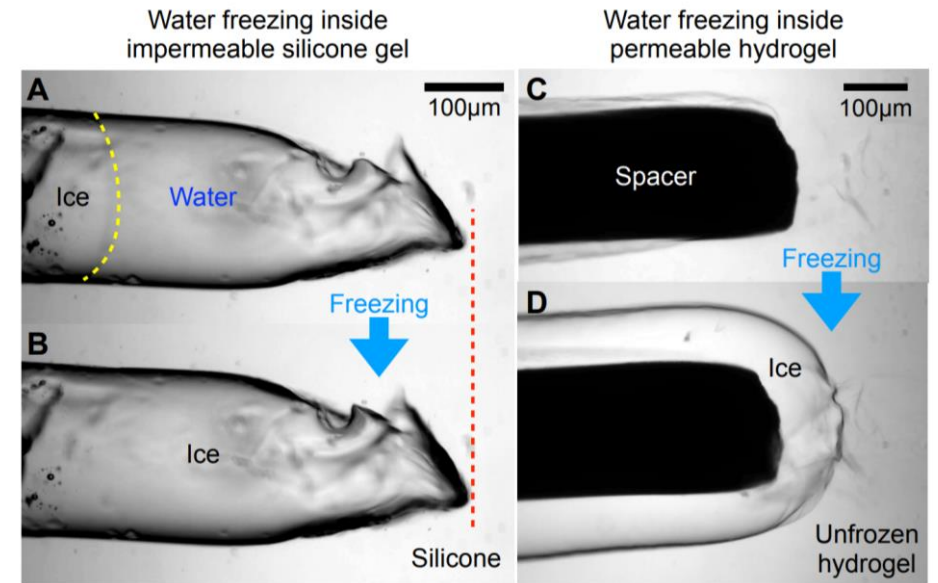 Water freezing inside
impermeable silicone gel
Water freezing inside
permeable hydrogel
A
100µm
Ice
Water
Freezing
B
Ice
Silicone
C
100µm
Spacer
Freezing
D
Ice
Unfrozen
hydrogel